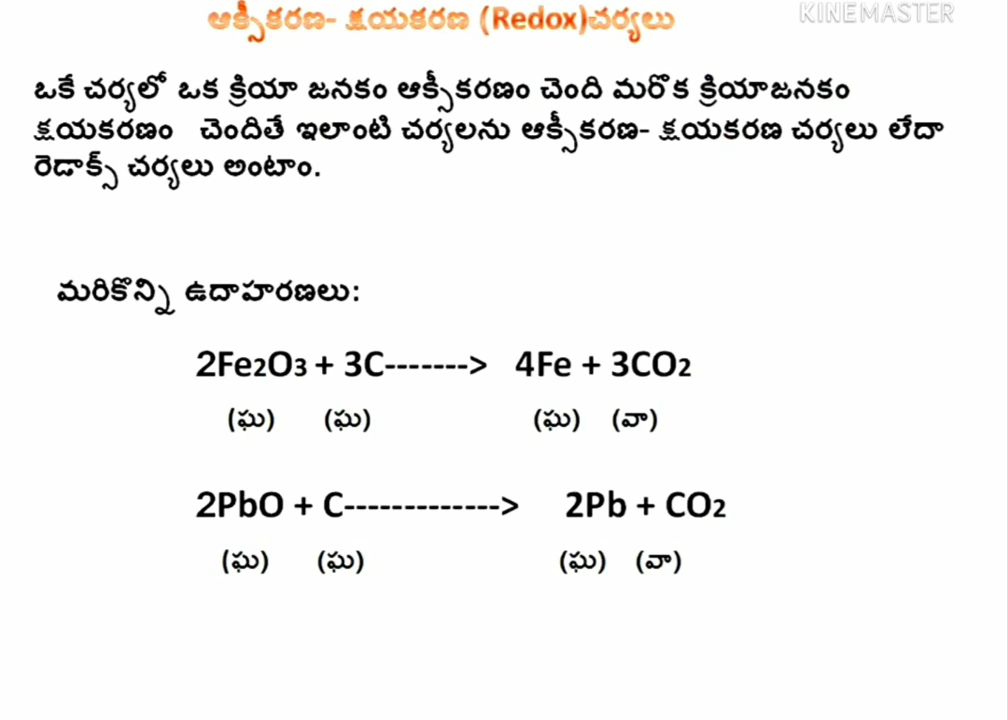 ఆక్సీకరణ- క్షయకరణ (Redox)చర్యలు
KINEMASTER
ఒకే చర్యలో ఒక క్రియా జనకం ఆక్సీకరణం చెంది మరొక క్రియాజనకం
క్షయకరణం చెందితే ఇలాంటి చర్యలను ఆక్సీకరణ- క్షయకరణ చర్యలు లేదా
రెడాక్స్ చర్యలు అంటాం.
మరికొన్ని ఉదాహరణలు:
2Fe2O3 + 3C-------> 4Fe + 3CO2
(ఘ) (ఘ) (ఘ) (వా)
2PbO + C-------------> 2Pb + CO2
(ఘ) (ఘ) (ఘ) (వా)